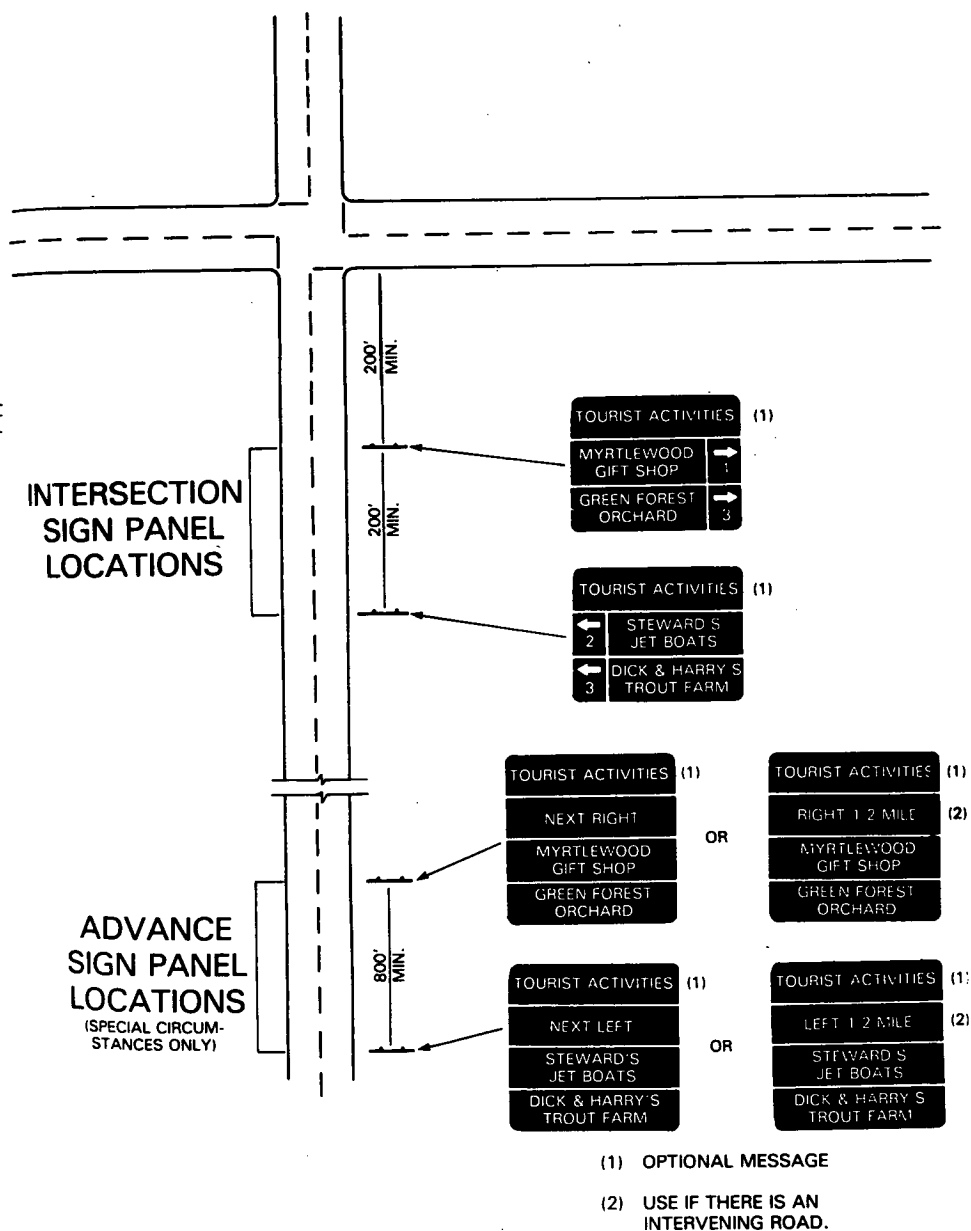 200'
MIN.
TOURIST ACTIVITIES (1)
MYRTLEWOOD
GIFT SHOP
1
GREEN FOREST
ORCHARD
3
INTERSECTION
SIGN PANEL
LOCATIONS
200'
MIN.
TOURIST ACTIVITIES (1)
2
STEWARD S
JET BOATS
3
DICK & HARRY S
TROUT FARM
TOURIST ACTIVITIES (1)
NEXT RIGHT
MYRTLEWOOD
GIFT SHOP
GREEN FOREST
ORCHARD
OR
TOURIST ACTIVITIES (1)
RIGHT 1 2 MILE (2)
MYRTLEWOOD
GIFT SHOP
GREEN FOREST
ORCHARD
ADVANCE
SIGN PANEL
LOCATIONS
(SPECIAL CIRCUM-
STANCES ONLY)
800'
MIN.
TOURIST ACTIVITIES (1)
NEXT LEFT
STEWARD'S
JET BOATS
DICK & HARRY'S
TROUT FARM
OR
TOURIST ACTIVITIES (1)
LEFT 1 2 MILE (2)
STEWARD S
JET BOATS
DICK & HARRY S
TROUT FARM
(1) OPTIONAL MESSAGE
(2) USE IF THERE IS AN
INTERVENING ROAD.